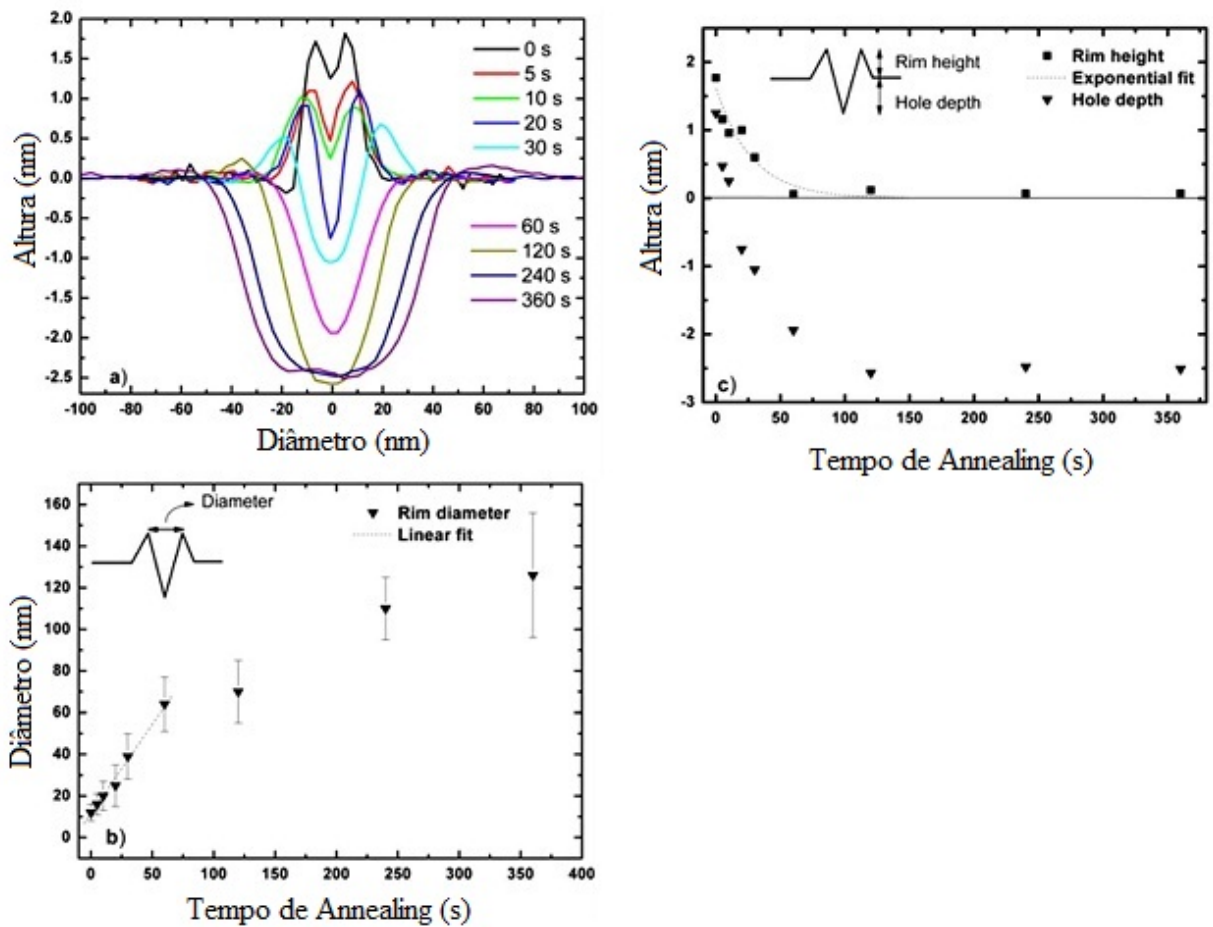 2.0
1.5
1.0
0.5
0.0
-0.5
-1.0
-1.5
-2.0
-2.5
Altura (nm)
0 s
5 s
10 s
20 s
30 s
60 s
120 s
240 s
360 s
a)
-100 -80 -60 -40 -20 0 20 40 60 80 100
Diâmetro (nm)
2
1
0
-1
-2
-3
Altura (nm)
Rim height
Hole depth
Rim height
Exponential fit
Hole depth
c)
0 50 100 150 200 250 300 350
Tempo de Annealing (s)
160
140
120
100
80
60
40
20
0
Diâmetro (nm)
Diameter
Rim diameter
Linear fit
b)
0 50 100 150 200 250 300 350 400
Tempo de Annealing (s)